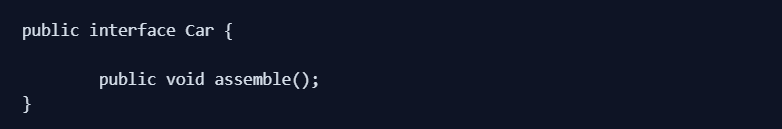 public interface Car {
public void assemble();
}